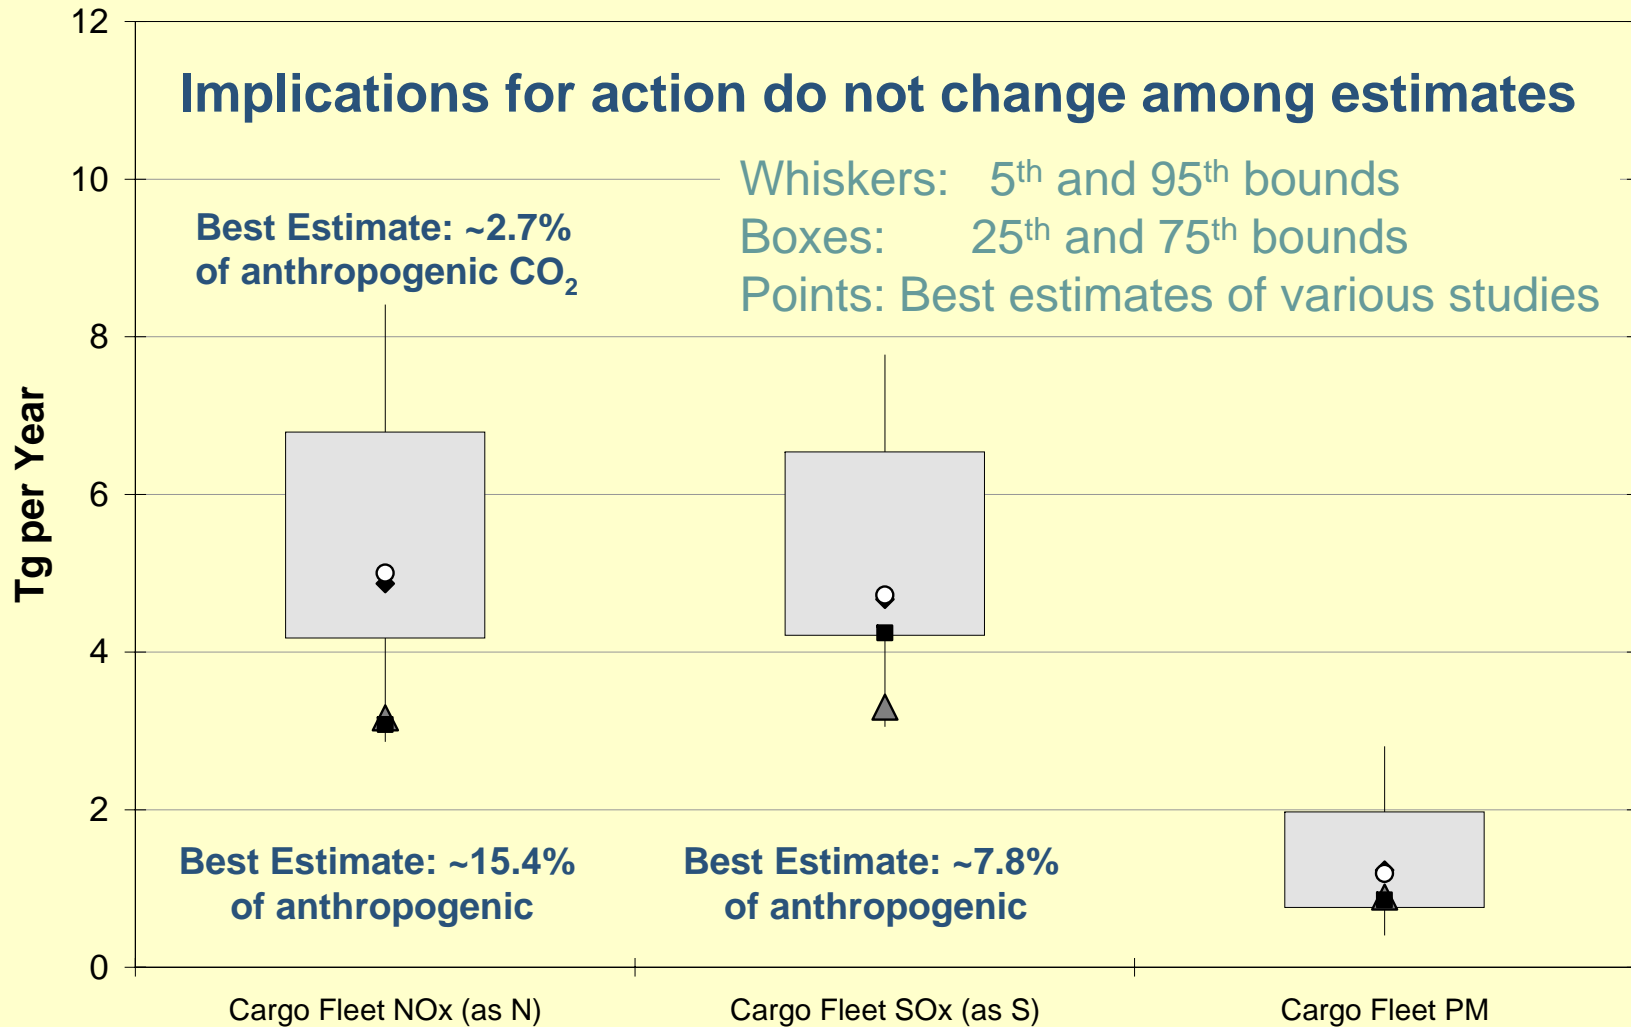 Implications for action do not change among estimates
Whiskers: 5th and 95th bounds
Boxes: 25th and 75th bounds
Points: Best estimates of various studies
Best Estimate: ~2.7%
of anthropogenic CO2
Best Estimate: ~15.4%
of anthropogenic
Best Estimate: ~7.8%
of anthropogenic
Tg per Year
12
10
8
6
4
2
0
Cargo Fleet NOx (as N)
Cargo Fleet SOx (as S)
Cargo Fleet PM